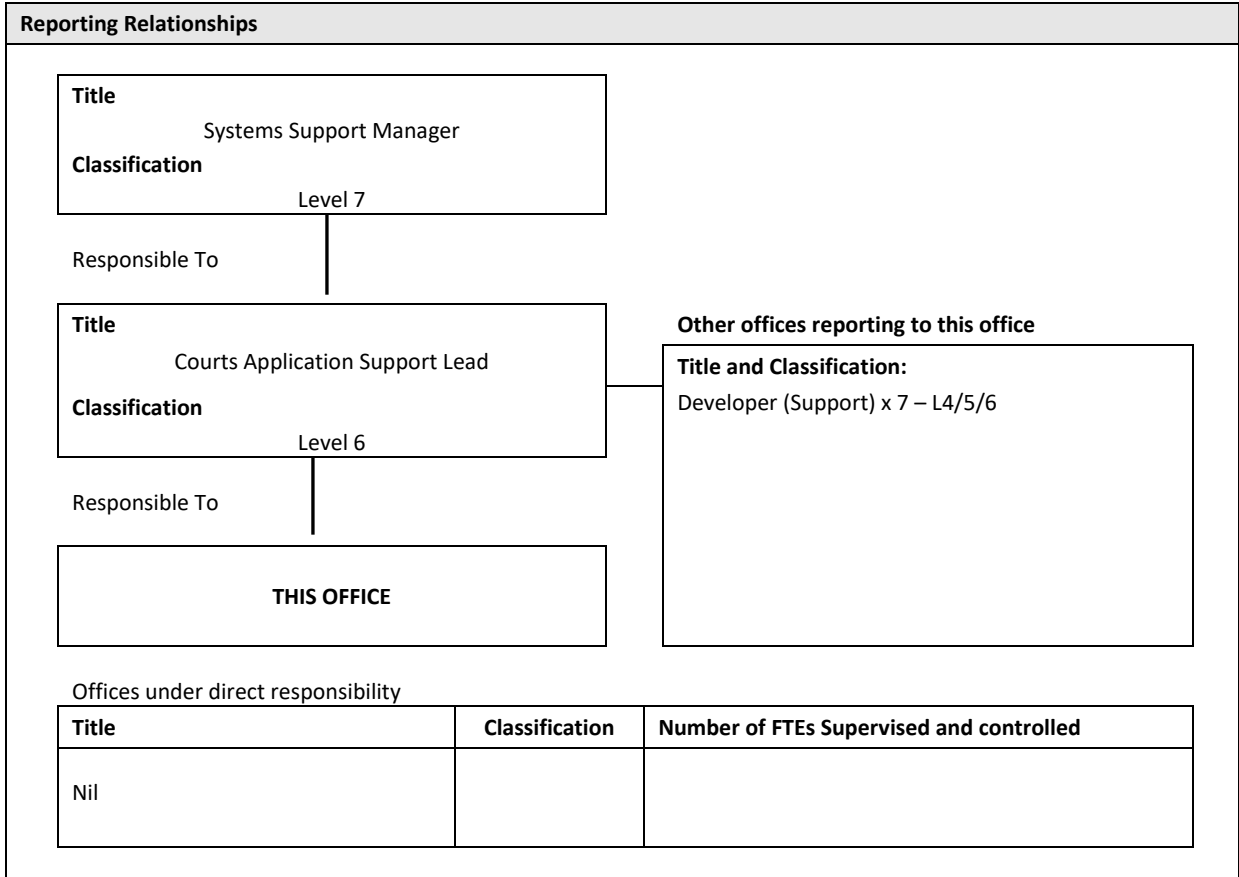 Reporting Relationships
Title
Systems Support Manager
Classification
Level 7
Responsible To
Title
Courts Application Support Lead
Classification
Level 6
Other offices reporting to this office
Title and Classification:
Developer (Support) x 7 – L4/5/6
Responsible To
THIS OFFICE
Offices under direct responsibility
Title Classification Number of FTEs Supervised and controlled
Nil